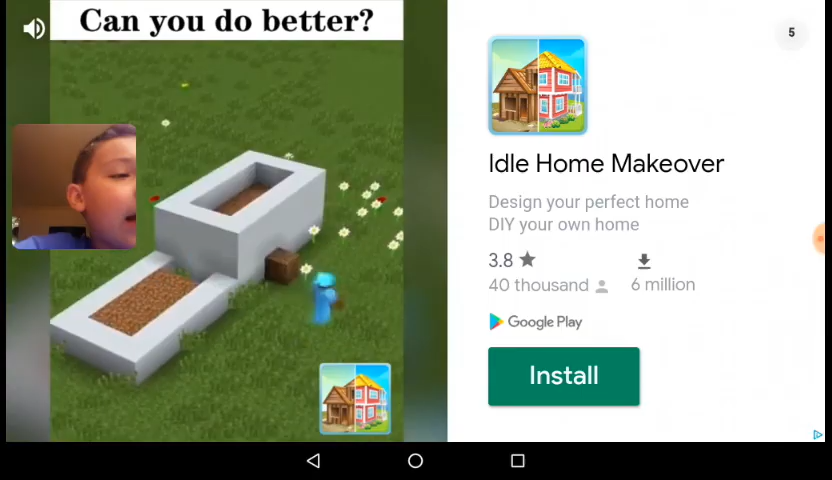 Can you do better?
5
Idle Home Makeover
Design your perfect home
DIY your own home
3.8 ★
40 thousand
6 million
Google Play
Install